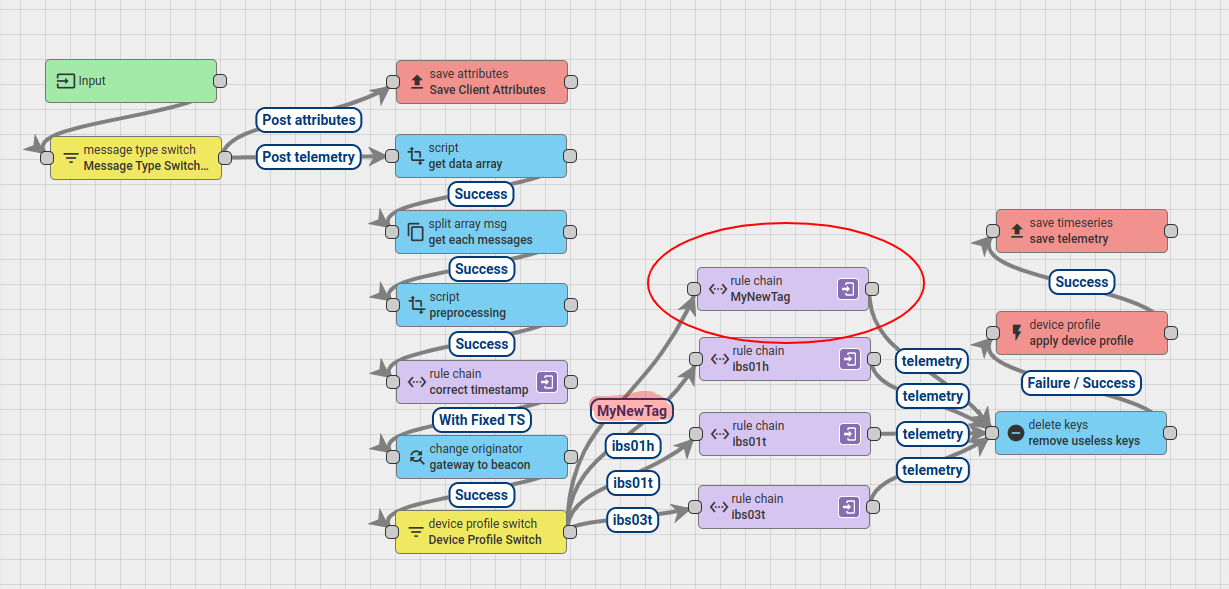 Input
message type switch
Message Type Switch...
Post attributes
Post telemetry
save attributes
Save Client Attributes
script
get data array
Success
split array msg
get each messages
Success
script
preprocessing
Success
rule chain
correct timestamp
With Fixed TS
change originator
gateway to beacon
Success
device profile switch
Device Profile Switch
MyNewTag
ibs01h
ibs01t
ibs03t
rule chain
MyNewTag
rule chain
ibs01h
rule chain
ibs01t
rule chain
ibs03t
telemetry
telemetry
telemetry
telemetry
save timeseries
save telemetry
Success
device profile
apply device profile
Failure / Success
delete keys
remove useless keys